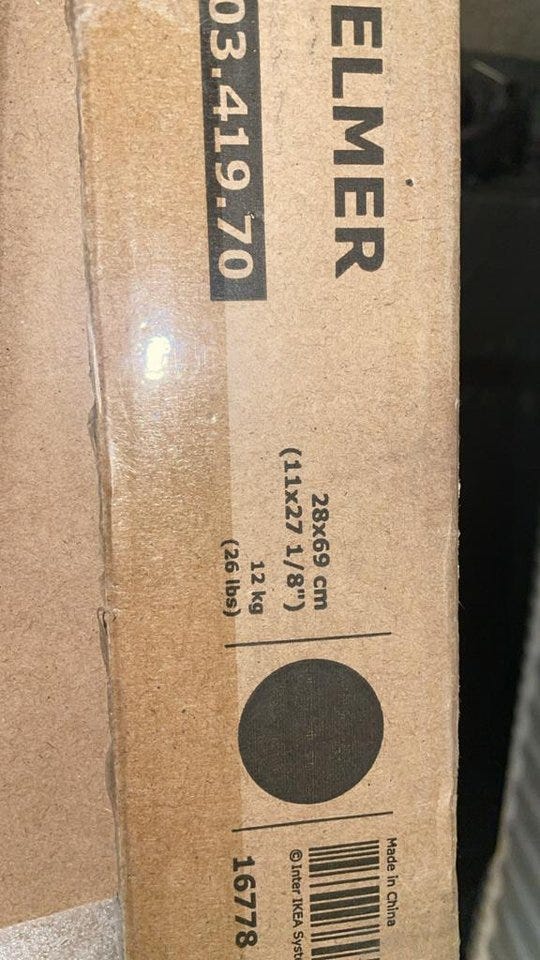 ELMER
03.419.70
28x69 cm
(11x27 1/8")
12 kg
(26 lbs)
Made in China
© Inter IKEA
16778